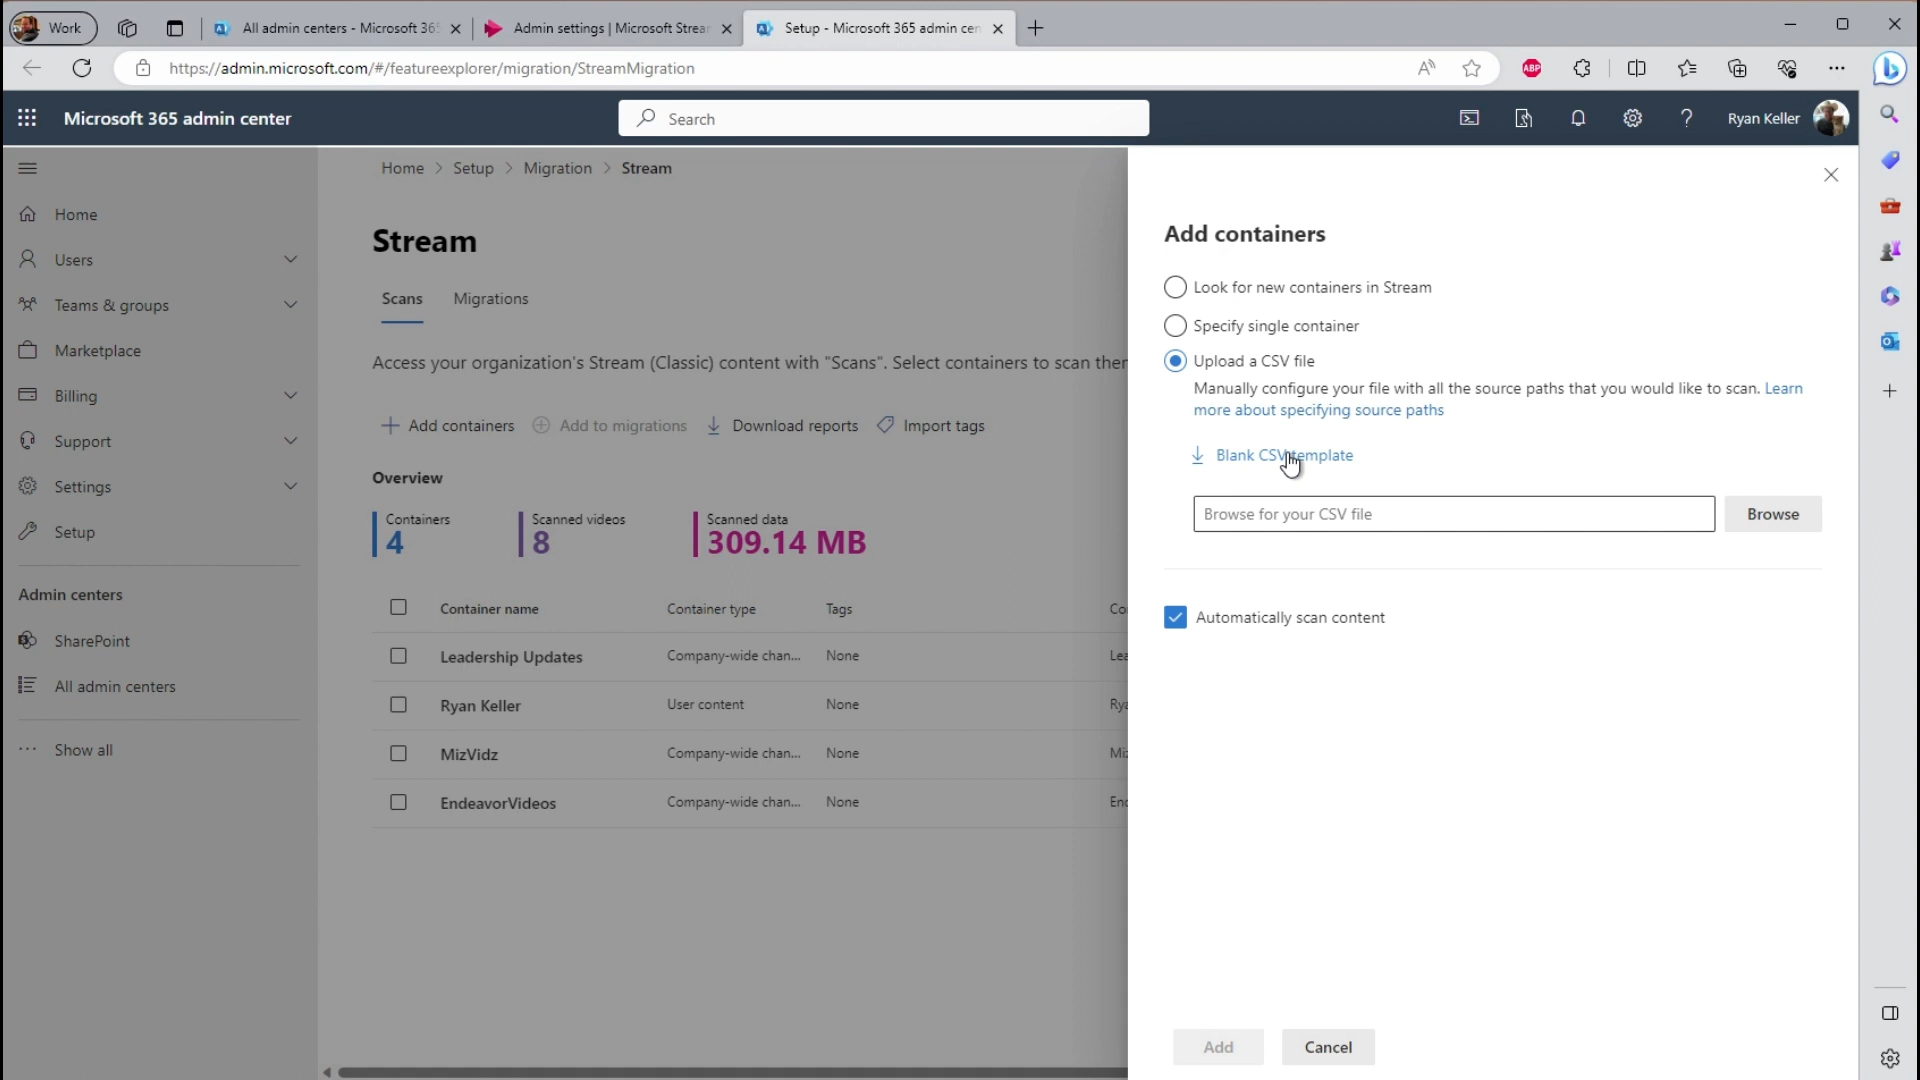 Work
All admin centers - Microsoft 36
Admin settings | Microsoft Strear
Setup - Microsoft 365 admin cen
https://admin.microsoft.com/#/featureexplorer/migration/StreamMigration
ABP
Microsoft 365 admin center
Search
Ryan Keller
Home > Setup > Migration > Stream
Home
Users
Teams & groups
Marketplace
Billing
Support
Settings
Setup
Admin centers
SharePoint
All admin centers
Show all
Stream
Scans
Migrations
Access your organization's Stream (Classic) content with "Scans". Select containers to scan ther
Add containers
Add to migrations
Download reports
Import tags
Overview
Containers
4
Scanned videos
8
Scanned data
309.14 MB
Container name Container type Tags Co
Leadership Updates Company-wide chan... None Lea
Ryan Keller User content None Rya
MizVidz Company-wide chan... None Miz
EndeavorVideos Company-wide chan... None Enc
Add containers
Look for new containers in Stream
Specify single container
Upload a CSV file
Manually configure your file with all the source paths that you would like to scan. Learn
more about specifying source paths
Blank CSV template
Browse for your CSV file
Browse
Automatically scan content
Add
Cancel